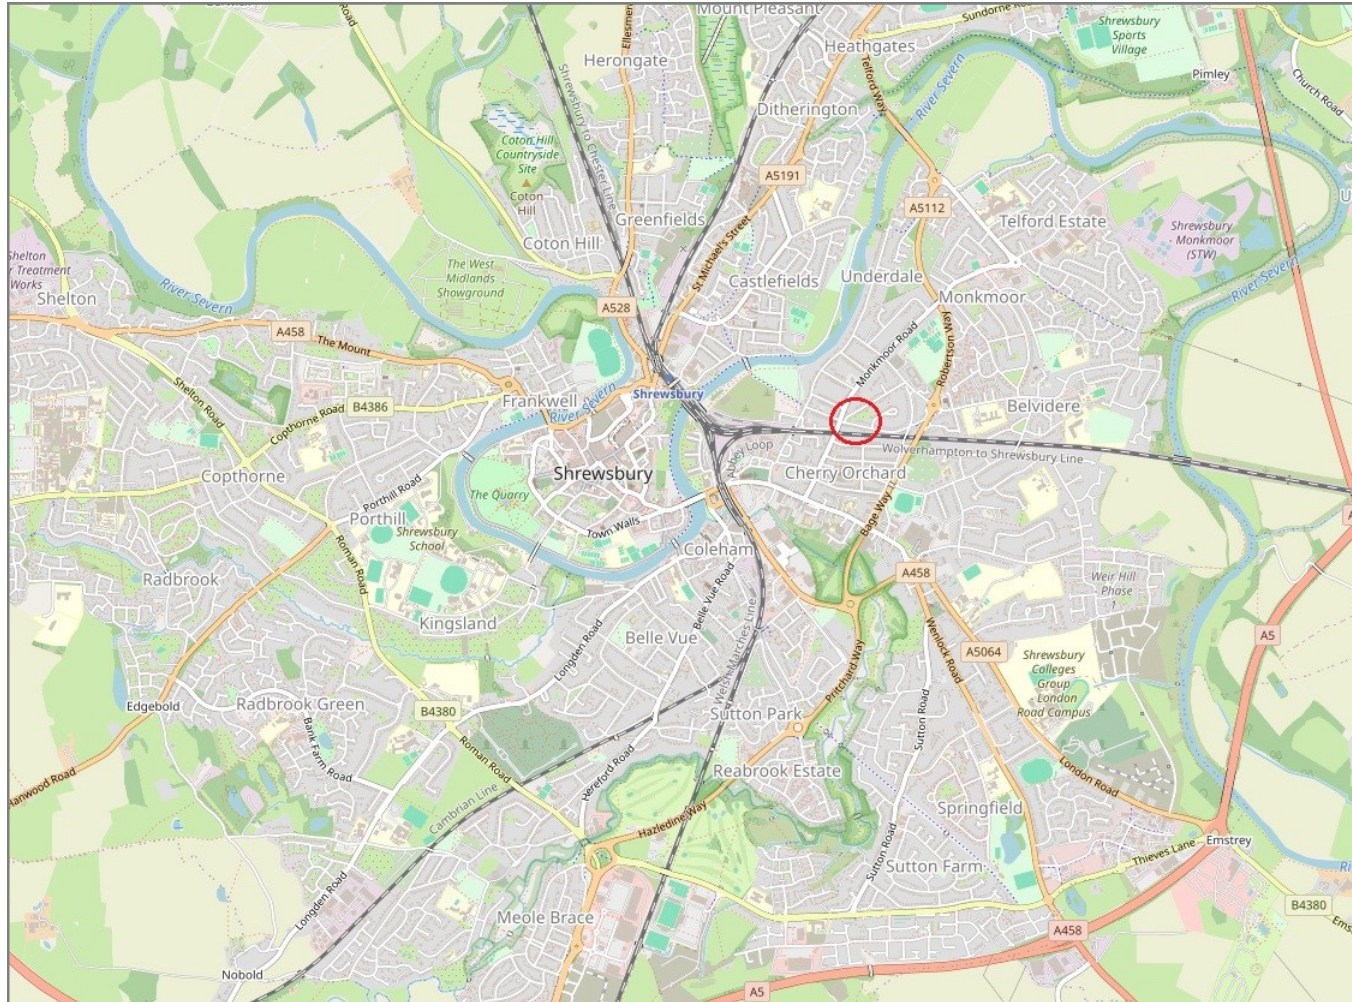 Mount Pleasant
Sundorne Ro
Heathgates
Shrewsbury
Sports
Village
Ellesmer
Herongate
Telford Way
River Severn
Pimley
Church Road
Shrewsbury to Chester Line
Ditherington
Coton Hill
Countryside
Site
Coton
Hill
A5191
A5112
Greenfields
Telford Estate
Shrewsbury
Monkmoor
(STW)
Coton Hill
St Michael's Street
The West
Midlands
Showground
Shelton
r Treatment
Works
Shelton
River Severn
Castlefields
Underdale
Monkmoor
River Severn
A528
A458
The Mount
Monkmoor Road
Robertson Way
Shelton Road
Shrewsbury
Frankwell
River Severn
B4386
Copthorne Road
Belvidere
Wolverhampton to Shrewsbury Line
Abbey Loop
Cherry Orchard
Copthorne
Shrewsbury
Porthill Road
The Quarry
Bage Way
Porthill
Shrewsbury
School
Town Walls
Coleham
Roman Road
Radbrook
A458
Weir Hill
Phase
1
Belle Vue Road
Kingsland
Longden Road
Belle Vue
Welsh Marches Line
Pritchard Way
Wenlock Road
A5064
A5
Shrewsbury
Colleges
Group
London
Road Campus
Edgebold
Radbrook Green
B4380
Sutton Park
Sutton Road
Bank Farm Road
Roman Road
Hereford Road
Reabrook Estate
Hanwood Road
London Road
Cambrian Line
Hazledine Way
Springfield
Sutton Road
Emstrey
Thieves Lane
Sutton Farm
Longden Road
Meole Brace
B4380
A458
Nobold
A5